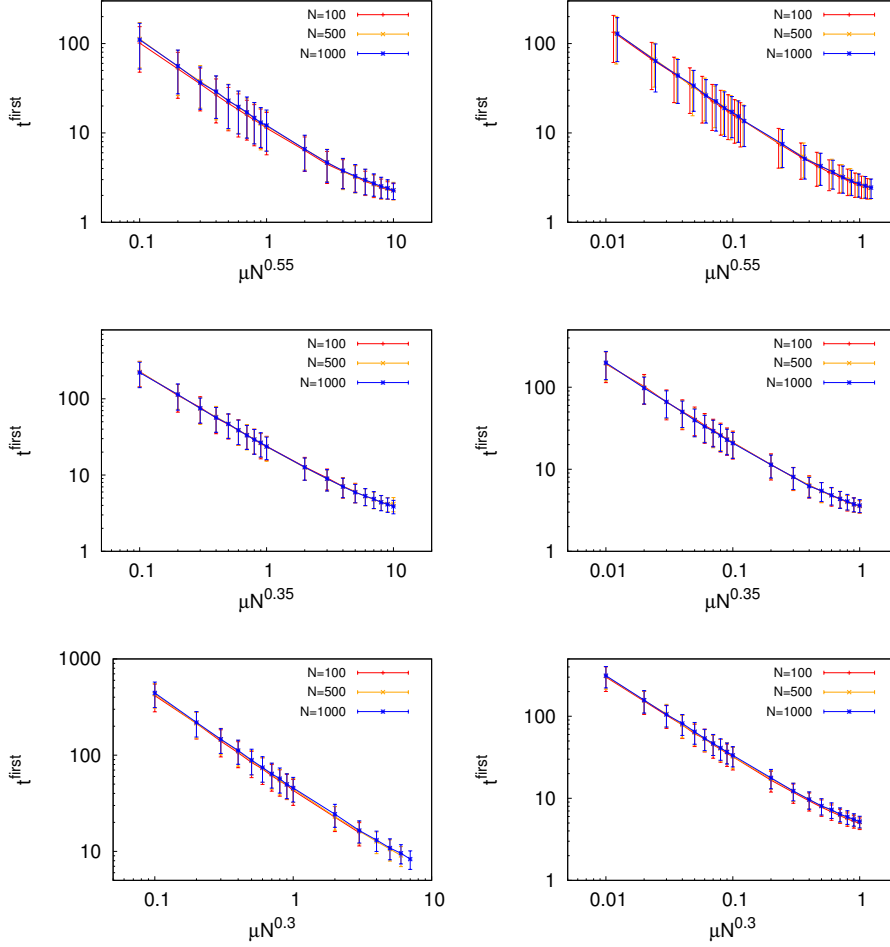 N=100
N=500
N=1000
100
10
1
t^first
0.1 1 10
μN^0.55
N=100
N=500
N=1000
100
10
1
t^first
0.01 0.1 1
μN^0.55
N=100
N=500
N=1000
100
10
1
t^first
0.1 1 10
μN^0.35
N=100
N=500
N=1000
100
10
1
t^first
0.01 0.1 1
μN^0.35
1000
N=100
N=500
N=1000
100
10
t^first
0.1 1 10
μN^0.3
N=100
N=500
N=1000
100
10
1
t^first
0.01 0.1 1
μN^0.3